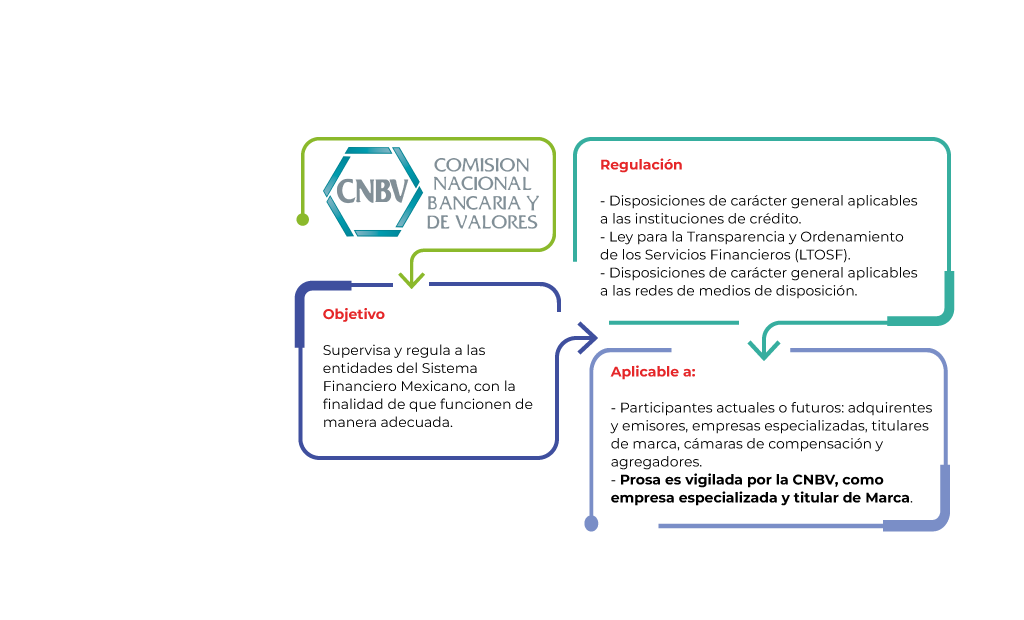 CNBV
COMISION
NACIONAL
BANCARIA Y
DE VALORES
Objetivo
Supervisa y regula a las
entidades del Sistema
Financiero Mexicano, con la
finalidad de que funcionen de
manera adecuada.
Regulación
- Disposiciones de carácter general aplicables
a las instituciones de crédito.
- Ley para la Transparencia y Ordenamiento
de los Servicios Financieros (LTOSF).
- Disposiciones de carácter general aplicables
a las redes de medios de disposición.
Aplicable a:
- Participantes actuales o futuros: adquirentes
y emisores, empresas especializadas, titulares
de marca, cámaras de compensación y
agregadores.
- Prosa es vigilada por la CNBV, como
empresa especializada y titular de Marca.